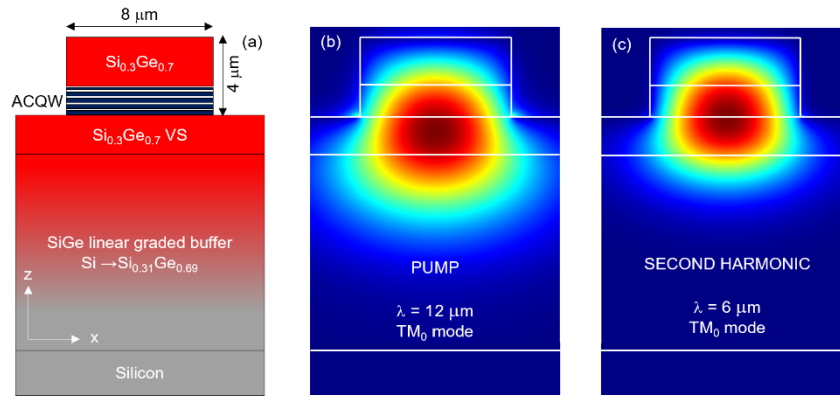 8 μm
(a)
Si₀.₃Ge₀.₇
4 μm
ACQW
Si₀.₃Ge₀.₇ VS
SiGe linear graded buffer
Si →Si₀.₃₁Ge₀.₆₉
z
x
Silicon
(b)
PUMP
λ = 12 μm
TM₀ mode
(c)
SECOND HARMONIC
λ = 6 μm
TM₀ mode